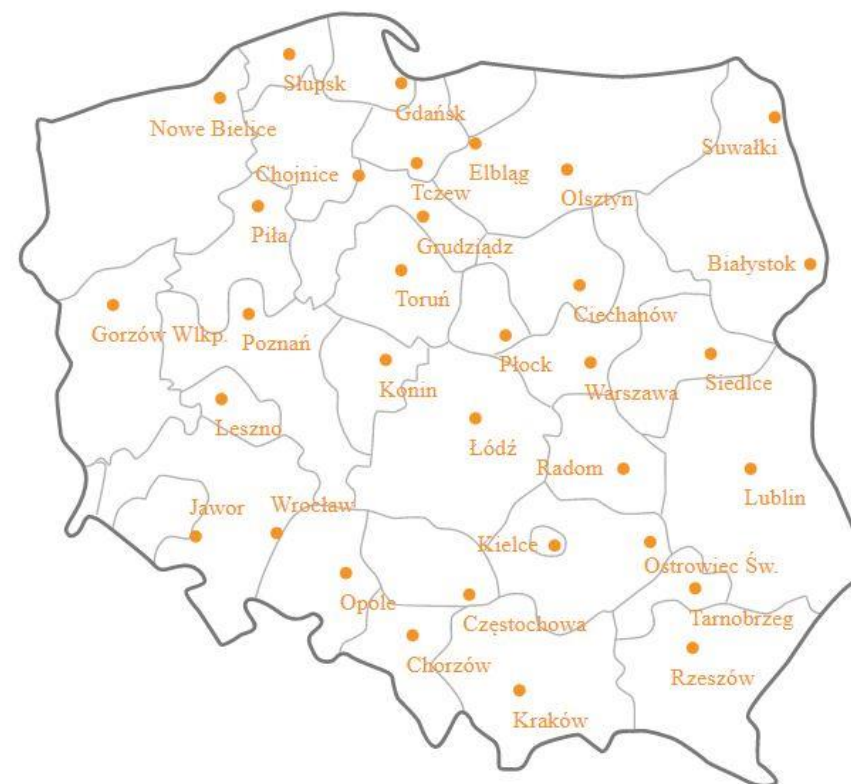 Słupsk
Gdańsk
Nowe Bielice
Suwałki
Elbląg
Chojnice
Tczew
Olsztyn
Piła
Grudziądz
Białystok
Toruń
Ciechanów
Gorzów Wlkp.
Poznań
Płock
Siedlce
Konin
Warszawa
Leszno
Łódź
Radom
Lublin
Jawor
Wrocław
Kielce
Ostrowiec Św.
Opole
Tarnobrzeg
Częstochowa
Chorzów
Rzeszów
Kraków